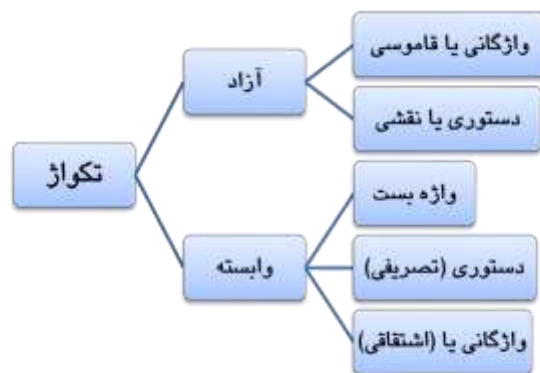 تکواژ
آزاد
واژگانی یا قاموسی
دستوری یا نقشی
وابسته
واژه بست
دستوری (تصریفی)
واژگانی یا (اشتقاقی)